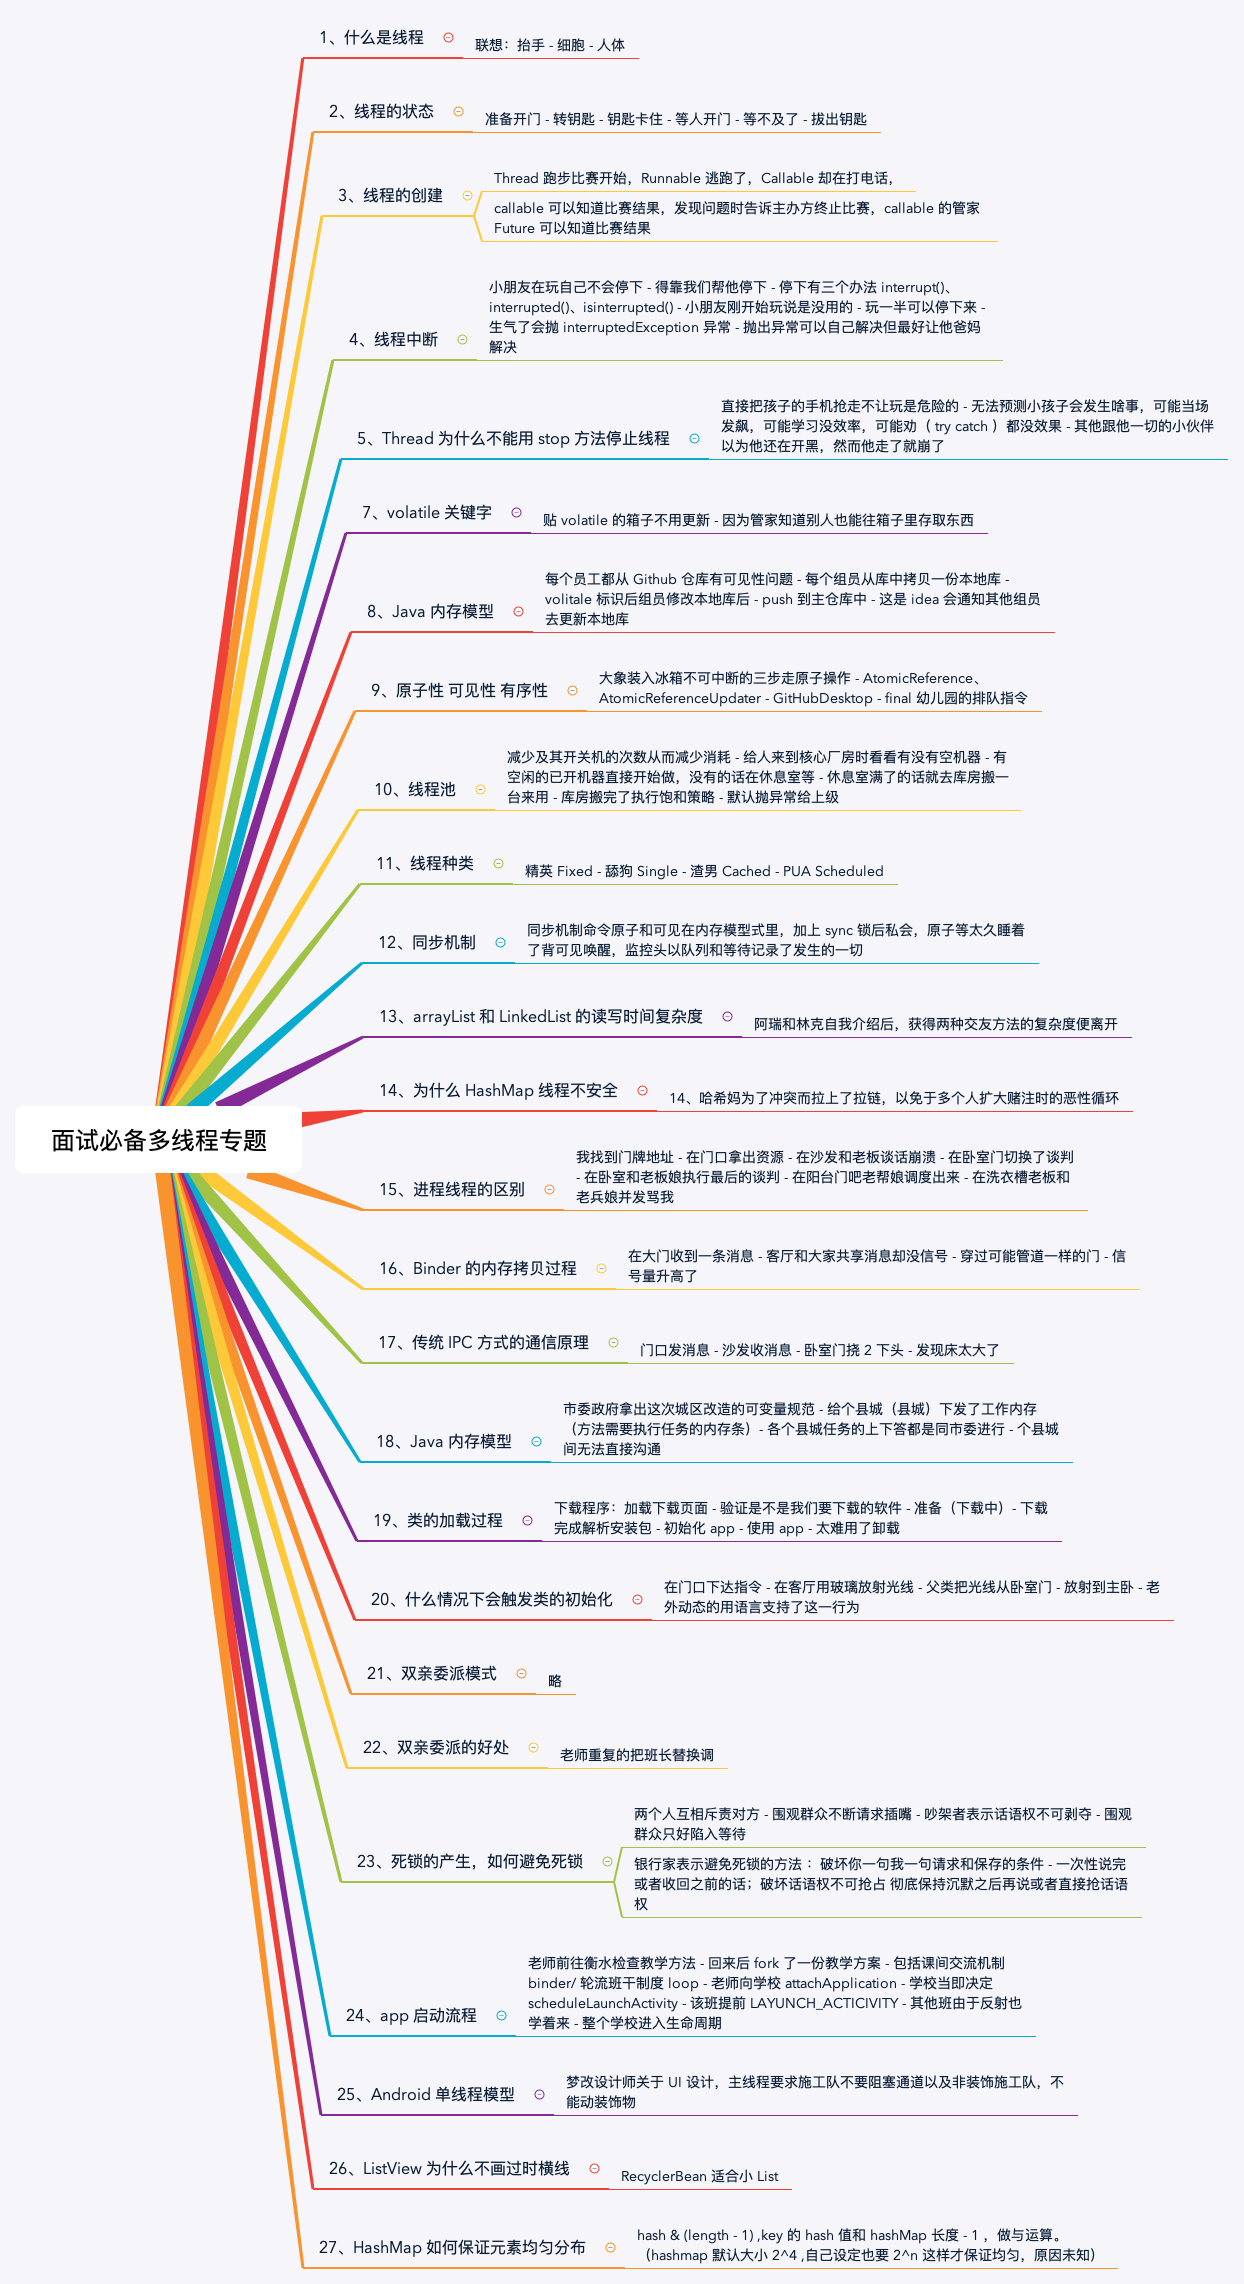 面试必备多线程专题
1、什么是线程
联想：抬手 - 细胞 - 人体
2、线程的状态
准备开门 - 转钥匙 - 钥匙卡住 - 等人开门 - 等不及了 - 拔出钥匙
3、线程的创建
Thread 跑步比赛开始，Runnable 逃跑了，Callable 却在打电话，
callable 可以知道比赛结果，发现问题时告诉主办方终止比赛，callable 的管家
Future 可以知道比赛结果
4、线程中断
小朋友在玩自己不会停下 - 得靠我们帮他停下 - 停下有三个办法 interrupt()、
interrupted()、isinterrupted() - 小朋友刚开始玩说是没用的 - 玩一半可以停下来 -
生气了会抛 interruptedException 异常 - 抛出异常可以自己解决但最好让他爸妈
解决
5、Thread 为什么不能用 stop 方法停止线程
直接把孩子的手机抢走不让玩是危险的 - 无法预测小孩子会发生啥事，可能当场
发飙，可能学习没效率，可能劝（ try catch ）都没效果 - 其他跟他一切的小伙伴
以为他还在开黑，然而他走了就崩了
7、volatile 关键字
贴 volatile 的箱子不用更新 - 因为管家知道别人也能往箱子里存取东西
8、Java 内存模型
每个员工都从 Github 仓库有可见性问题 - 每个组员从库中拷贝一份本地库 -
volitale 标识后组员修改本地库后 - push 到主仓库中 - 这是 idea 会通知其他组员
去更新本地库
9、原子性 可见性 有序性
大象装入冰箱不可中断的三步走原子操作 - AtomicReference、
AtomicReferenceUpdater - GitHubDesktop - final 幼儿园的排队指令
10、线程池
减少及其开关机的次数从而减少消耗 - 给人来到核心厂房时看看有没有空机器 - 有
空闲的已开机器直接开始做，没有的话在休息室等 - 休息室满了的话就去库房搬一
台来用 - 库房搬完了执行饱和策略 - 默认抛异常给上级
11、线程种类
精英 Fixed - 舔狗 Single - 渣男 Cached - PUA Scheduled
12、同步机制
同步机制命令原子和可见在内存模型式里，加上 sync 锁后私会，原子等太久睡着
了背可见唤醒，监控头以队列和等待记录了发生的一切
13、arrayList 和 LinkedList 的读写时间复杂度
阿瑞和林克自我介绍后，获得两种交友方法的复杂度便离开
14、为什么 HashMap 线程不安全
14、哈希妈为了冲突而拉上了拉链，以免于多个人扩大赌注时的恶性循环
15、进程线程的区别
我找到门牌地址 - 在门口拿出资源 - 在沙发和老板谈话崩溃 - 在卧室门切换了谈判
- 在卧室和老板娘执行最后的谈判 - 在阳台门吧老帮娘调度出来 - 在洗衣槽老板和
老兵娘并发骂我
16、Binder 的内存拷贝过程
在大门收到一条消息 - 客厅和大家共享消息却没信号 - 穿过可能管道一样的门 - 信
号量升高了
17、传统 IPC 方式的通信原理
门口发消息 - 沙发收消息 - 卧室门挠 2 下头 - 发现床太大了
18、Java 内存模型
市委政府拿出这次城区改造的可变量规范 - 给个县城（县城）下发了工作内存
（方法需要执行任务的内存条）- 各个县城任务的上下答都是同市委进行 - 个县城
间无法直接沟通
19、类的加载过程
下载程序：加载下载页面 - 验证是不是我们要下载的软件 - 准备（下载中）- 下载
完成解析安装包 - 初始化 app - 使用 app - 太难用了卸载
20、什么情况下会触发类的初始化
在门口下达指令 - 在客厅用玻璃放射光线 - 父类把光线从卧室门 - 放射到主卧 - 老
外动态的用语言支持了这一行为
21、双亲委派模式
略
22、双亲委派的好处
老师重复的把班长替换调
23、死锁的产生，如何避免死锁
两个人互相斥责对方 - 围观群众不断请求插嘴 - 吵架者表示话语权不可剥夺 - 围观
群众只好陷入等待
银行家表示避免死锁的方法 ：破坏你一句我一句请求和保存的条件 - 一次性说完
或者收回之前的话；破坏话语权不可抢占 彻底保持沉默之后再说或者直接抢话语
权
24、app 启动流程
老师前往衡水检查教学方法 - 回来后 fork 了一份教学方案 - 包括课间交流机制
binder/ 轮流班干制度 loop - 老师向学校 attachApplication - 学校当即决定
scheduleLaunchActivity - 该班提前 LAYUNCH_ACTICIVITY - 其他班由于反射也
学着来 - 整个学校进入生命周期
25、Android 单线程模型
梦改设计师关于 UI 设计，主线程要求施工队不要阻塞通道以及非装饰施工队，不
能动装饰物
26、ListView 为什么不画过时横线
RecyclerBean 适合小 List
27、HashMap 如何保证元素均匀分布
hash & (length - 1) ,key 的 hash 值和 hashMap 长度 - 1 ，做与运算。
（hashmap 默认大小 2^4 ,自己设定也要 2^n 这样才保证均匀，原因未知）